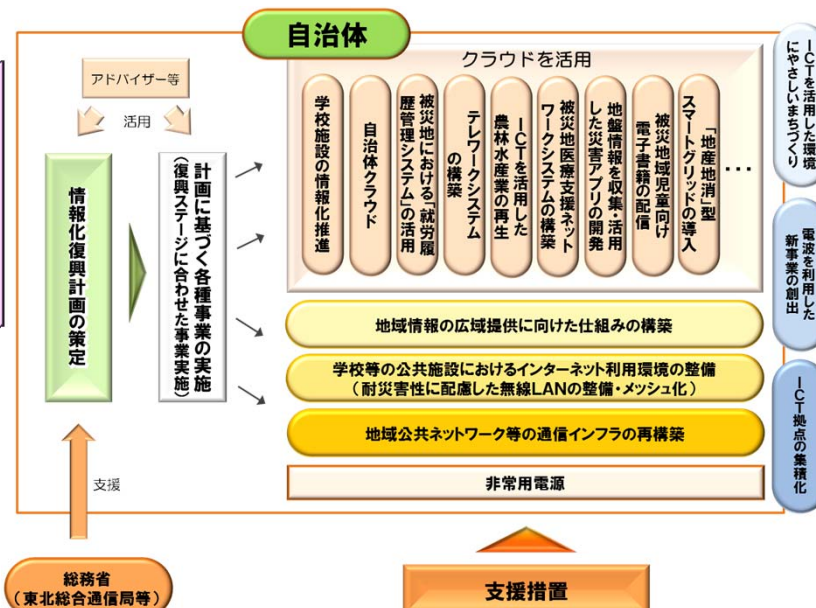 自治体
アドバイザー等
活用
情報化復興計画の策定
計画に基づく各種事業の実施
（復興ステージに合わせた事業実施）
クラウドを活用
学校施設の情報化推進
自治体クラウド
被災地における「就労履
歴管理システム」の活用
テレワークシステム
の構築
ICTを活用した
農林水産業の再生
被災地医療支援ネット
ワークシステムの構築
地盤情報を収集・活用
した災害アプリの開発
被災地域児童向け
電子書籍の配信
「地産地消」型
スマートグリッドの導入
…
地域情報の広域提供に向けた仕組みの構築
学校等の公共施設におけるインターネット利用環境の整備
（耐災害性に配慮した無線LANの整備・メッシュ化）
地域公共ネットワーク等の通信インフラの再構築
非常用電源
ICTを活用した環境
にやさしいまちづくり
電波を利用した
新事業の創出
ICT拠点の集積化
支援
総務省
（東北総合通信局等）
支援措置